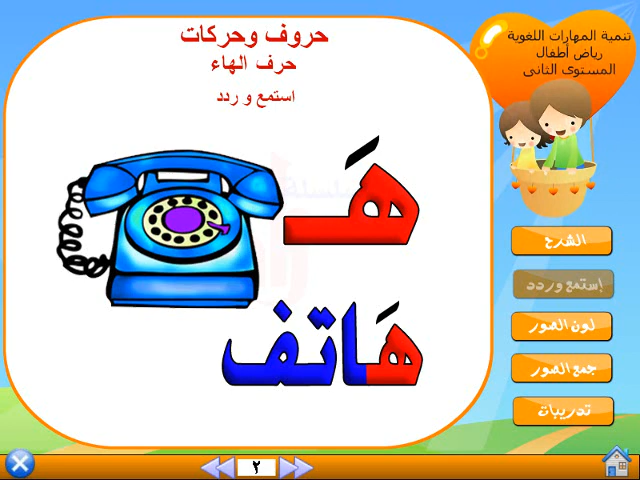 حروف وحركات
حرف الهاء
استمع و ردد
هَـ
هَاتف
تنمية المهارات اللغوية
رياض أطفال
المستوى الثانى
الشرح
إستمع وردد
لون الصور
جمع الصور
تدريبات
٢